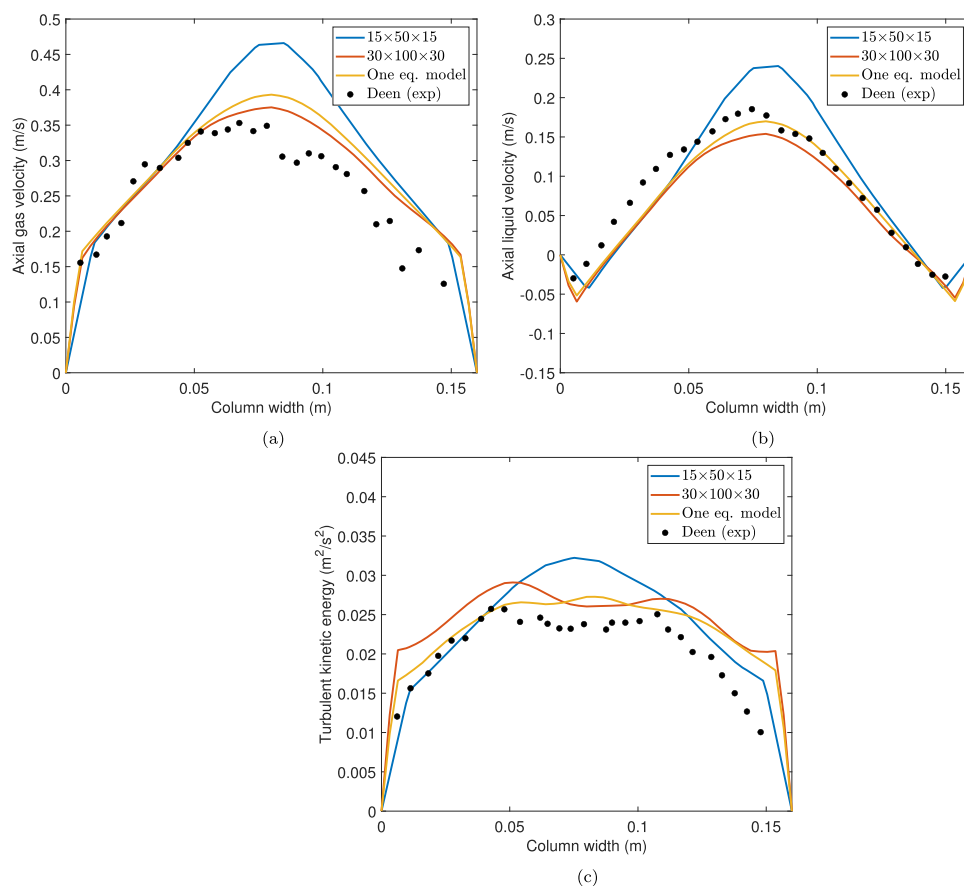 0.5
0.45
0.4
0.35
0.3
0.25
0.2
0.15
0.1
0.05
0
Axial gas velocity (m/s)
15×50×15
30×100×30
One eq. model
Deen (exp)
0 0.05 0.1 0.15
Column width (m)
(a)
0.3
0.25
0.2
0.15
0.1
0.05
0
-0.05
-0.1
-0.15
Axial liquid velocity (m/s)
15×50×15
30×100×30
One eq. model
Deen (exp)
0 0.05 0.1 0.15
Column width (m)
(b)
0.045
0.04
0.035
0.03
0.025
0.02
0.015
0.01
0.005
0
Turbulent kinetic energy (m²/s²)
15×50×15
30×100×30
One eq. model
Deen (exp)
0 0.05 0.1 0.15
Column width (m)
(c)